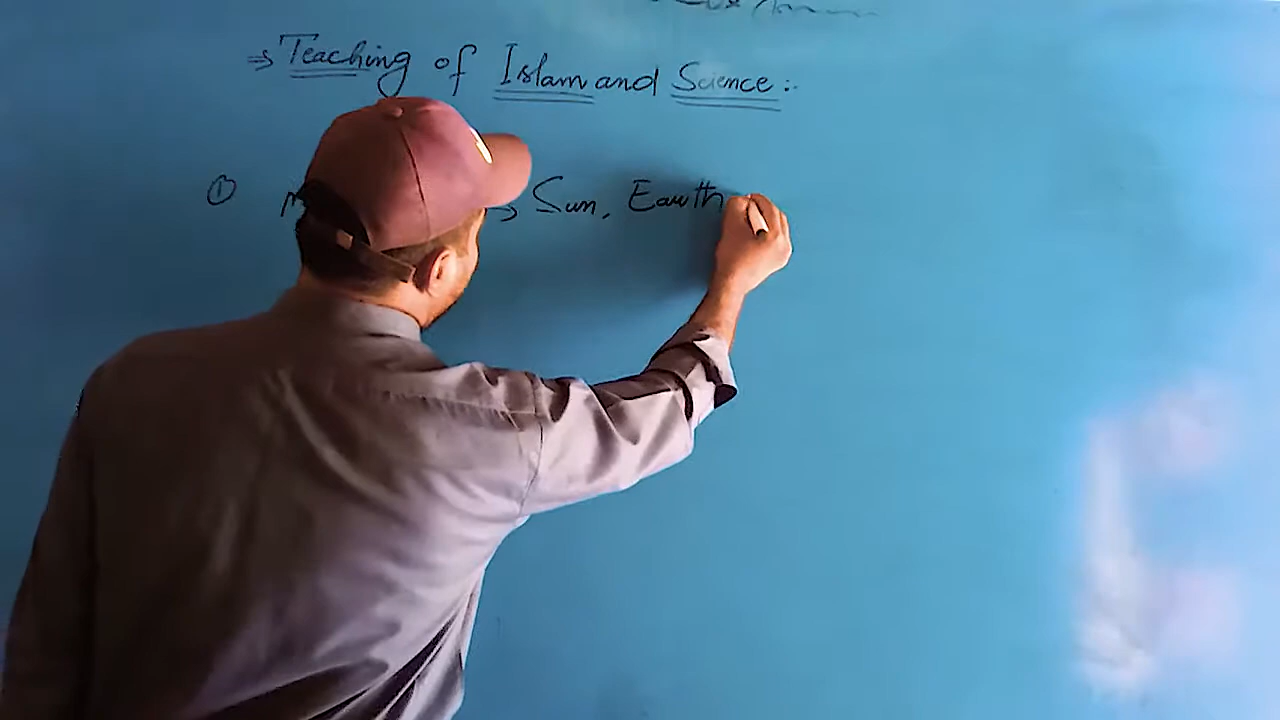 ⇒ Teaching of Islam and Science :-
① → Sun, Earth